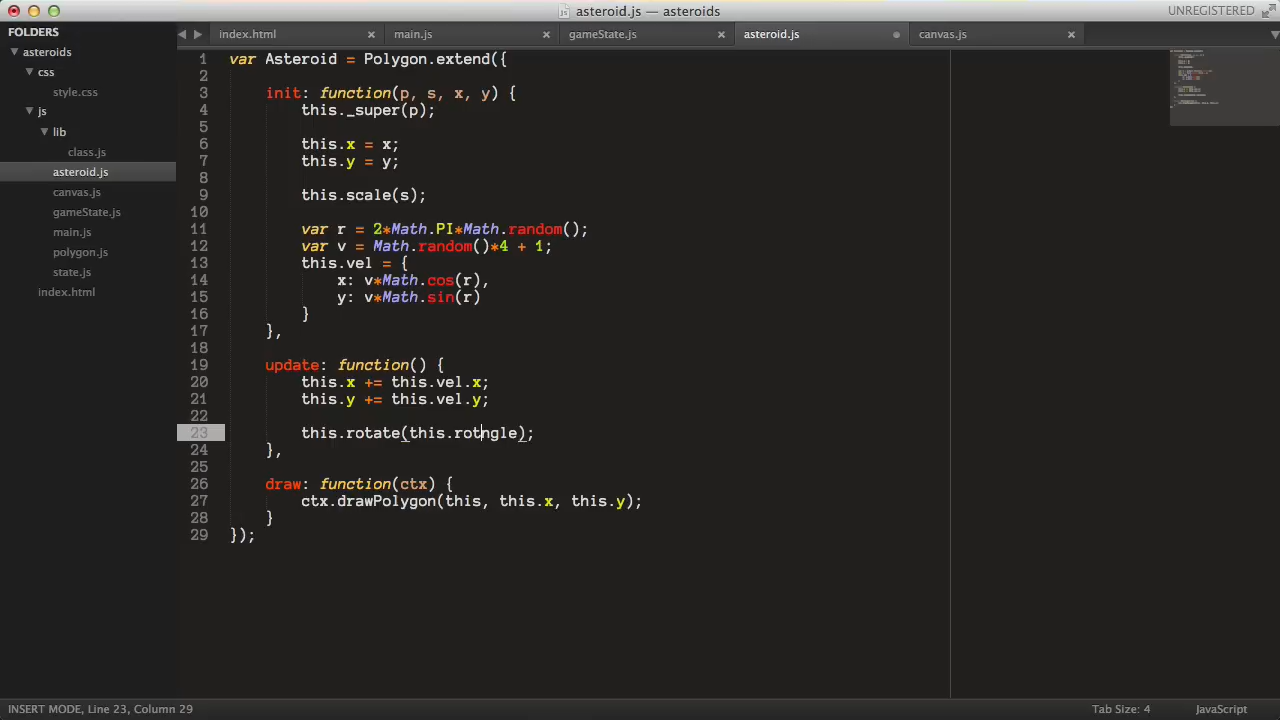 asteroid.js — asteroids
UNREGISTERED
FOLDERS
asteroids
css
style.css
js
lib
class.js
asteroid.js
canvas.js
gameState.js
main.js
polygon.js
state.js
index.html
index.html
main.js
gameState.js
asteroid.js
canvas.js
1 var Asteroid = Polygon.extend({
2
3 init: function(p, s, x, y) {
4 this._super(p);
5
6 this.x = x;
7 this.y = y;
8
9 this.scale(s);
10
11 var r = 2*Math.PI*Math.random();
12 var v = Math.random()*4 + 1;
13 this.vel = {
14 x: v*Math.cos(r),
15 y: v*Math.sin(r)
16 }
17 },
18
19 update: function() {
20 this.x += this.vel.x;
21 this.y += this.vel.y;
22
23 this.rotate(this.rotngle);
24 },
25
26 draw: function(ctx) {
27 ctx.drawPolygon(this, this.x, this.y);
28 }
29 });
INSERT MODE, Line 23, Column 29
Tab Size: 4
JavaScript